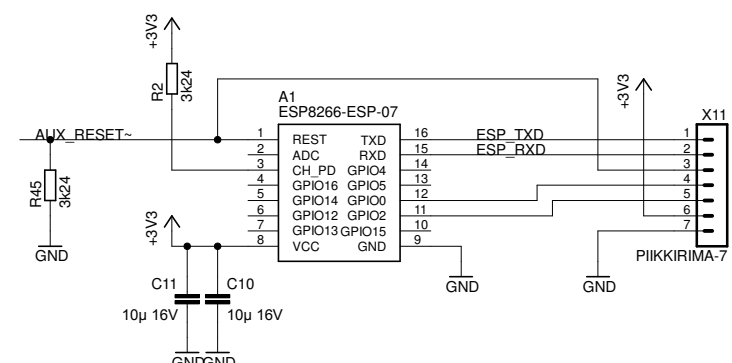 +3V3
R2
3k24
A1
ESP8266-ESP-07
+3V3
X11
AUX_RESET~
1 REST TXD 16 ESP_TXD 1
2 ADC RXD 15 ESP_RXD 2
3 CH_PD GPIO4 14 3
4 GPIO16 GPIO5 13 4
5 GPIO14 GPIO0 12 5
6 GPIO12 GPIO2 11 6
7 GPIO13 GPIO15 10 7
8 VCC GND 9
R45
3k24
+3V3
GND
PIIKKIRIMA-7
C11 C10
GND GND
10µ 16V 10µ 16V
GND GND